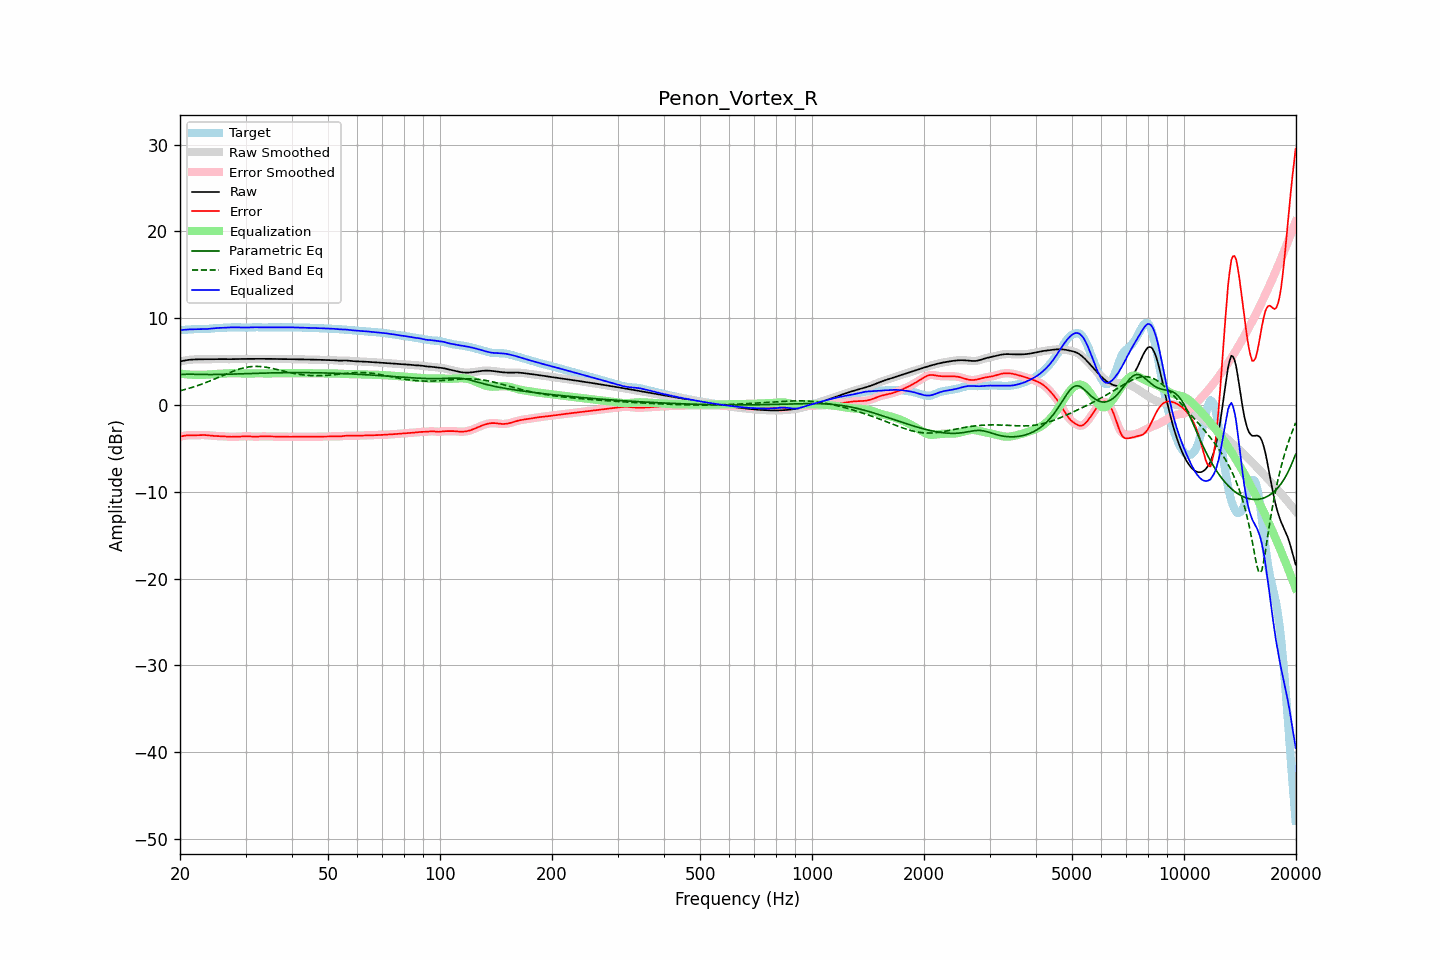 Penon_Vortex_R
Target
Raw Smoothed
Error Smoothed
Raw
Error
Equalization
Parametric Eq
Fixed Band Eq
Equalized
30
20
10
0
−10
−20
−30
−40
−50
Amplitude (dBr)
20 50 100 200 500 1000 2000 5000 10000 20000
Frequency (Hz)